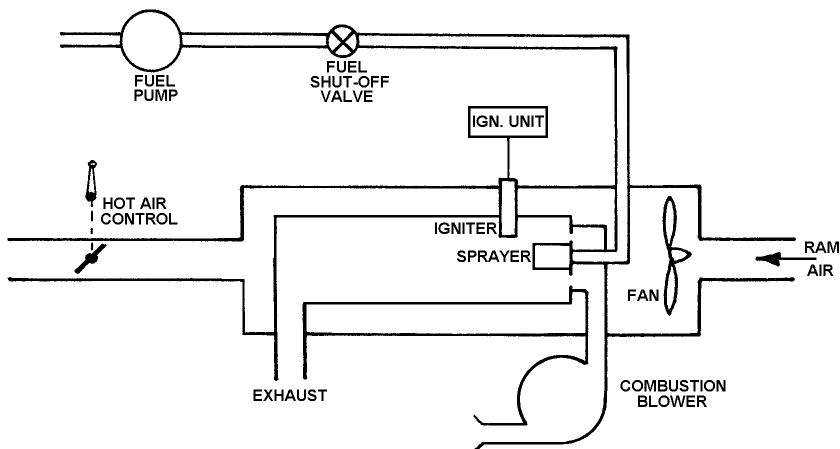 FUEL
PUMP
FUEL
SHUT-OFF
VALVE
IGN. UNIT
HOT AIR
CONTROL
IGNITER
SPRAYER
RAM
AIR
FAN
EXHAUST
COMBUSTION
BLOWER